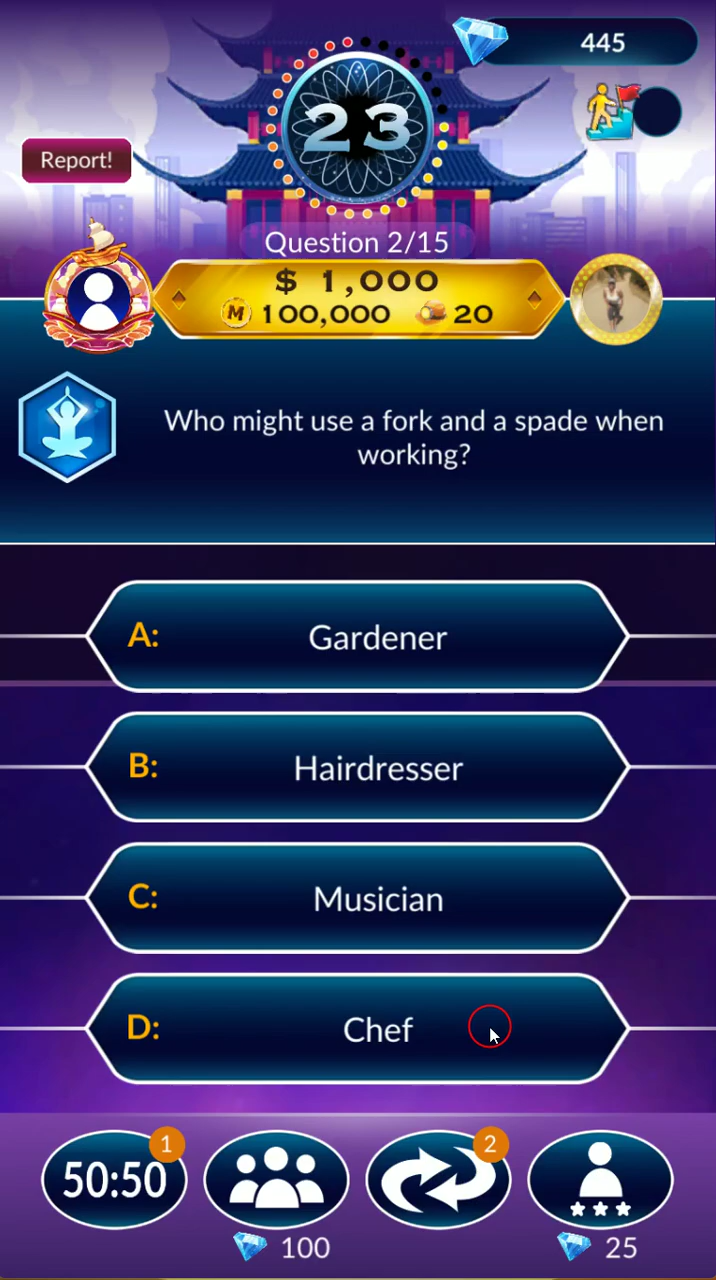 445
23
Report!
Question 2/15
$ 1,000
M 100,000 20
Who might use a fork and a spade when
working?
A: Gardener
B: Hairdresser
C: Musician
D: Chef
1
2
50:50
100
25